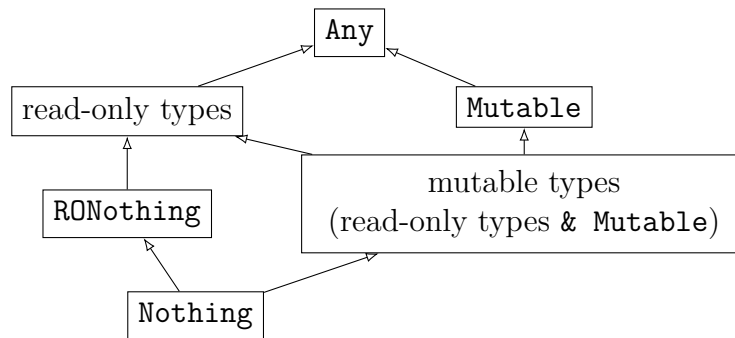 Any
read-only types
Mutable
mutable types
(read-only types & Mutable)
RONothing
Nothing